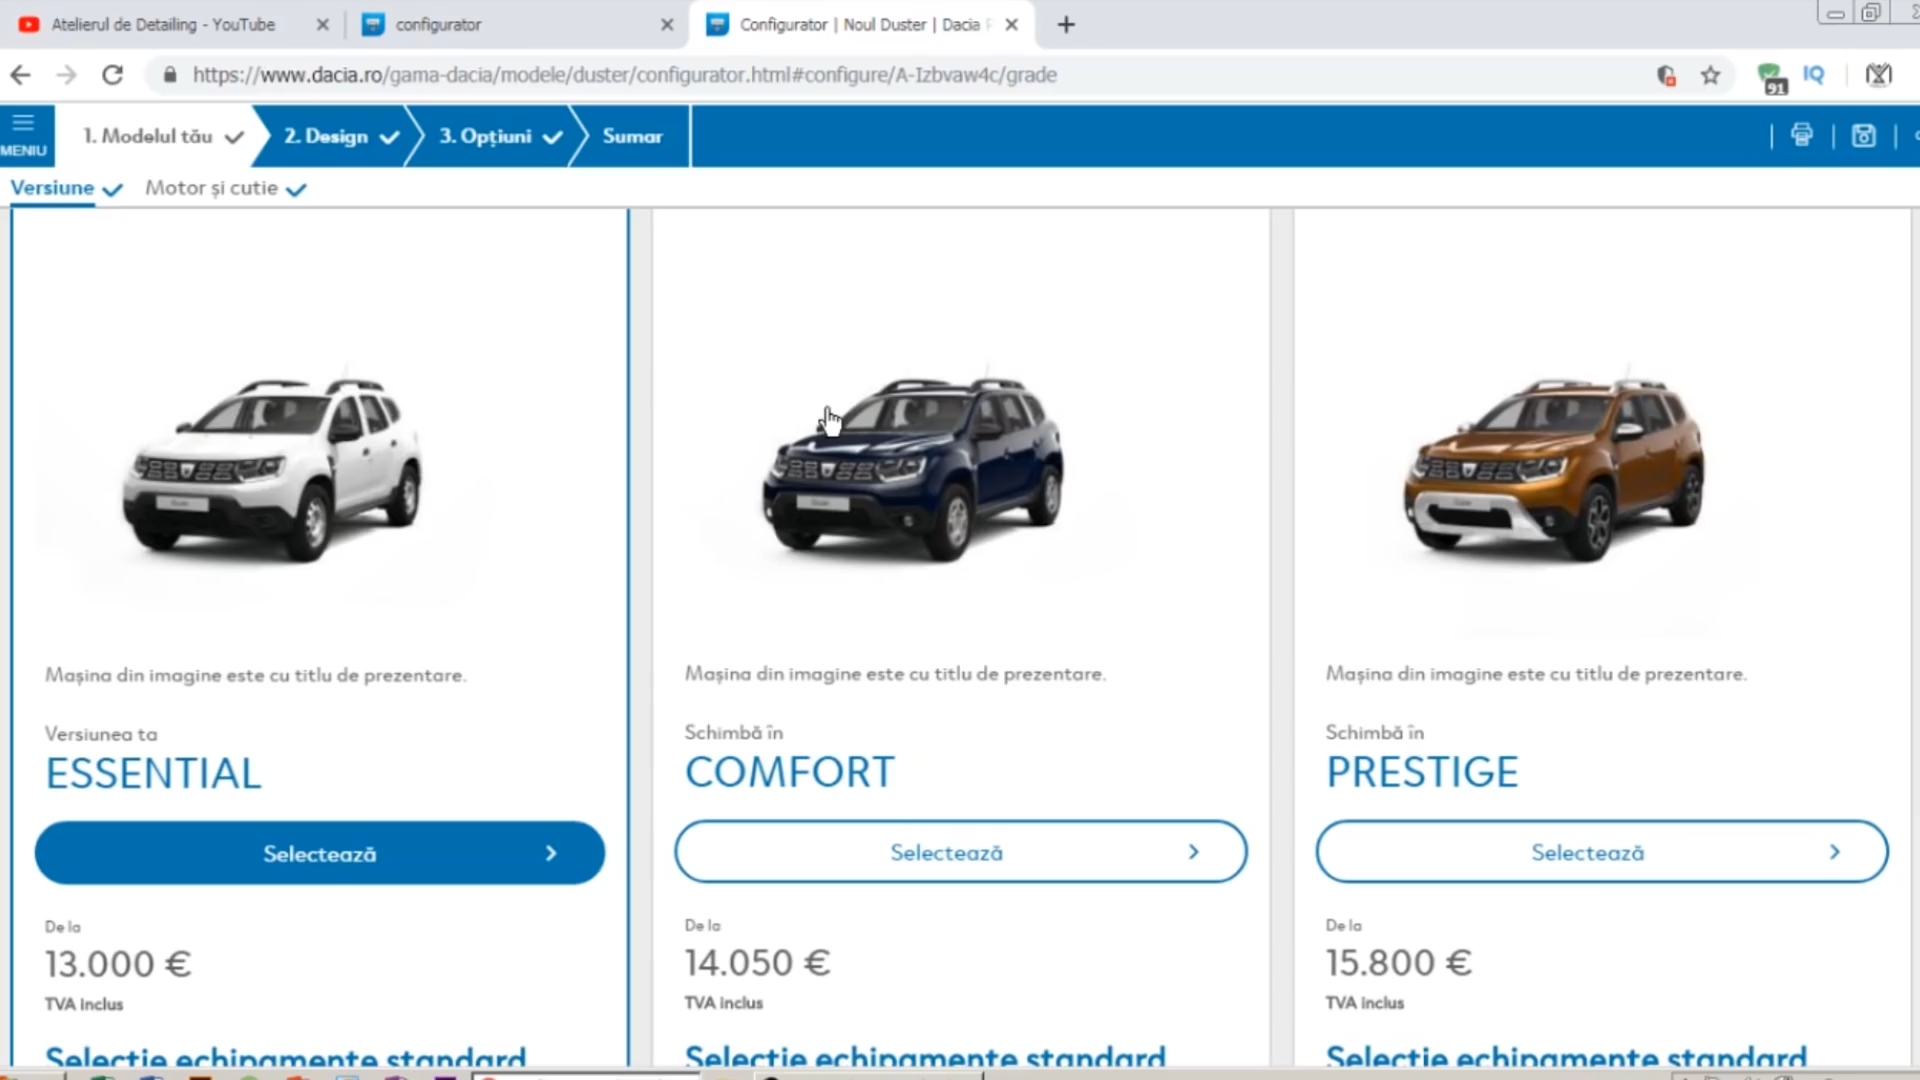 Atelierul de Detailing - YouTube
configurator
Configurator | Noul Duster | Dacia
https://www.dacia.ro/gama-dacia/modele/duster/configurator.html#configure/A-Izbvaw4c/grade
91
IQ
MENIU
1. Modelul tău
2. Design
3. Opțiuni
Sumar
Versiune
Motor și cutie
Mașina din imagine este cu titlu de prezentare.
Versiunea ta
ESSENTIAL
Selectează
De la
13.000 €
TVA inclus
Selecție echipamente standard
Mașina din imagine este cu titlu de prezentare.
Schimbă în
COMFORT
Selectează
De la
14.050 €
TVA inclus
Selecție echipamente standard
Mașina din imagine este cu titlu de prezentare.
Schimbă în
PRESTIGE
Selectează
De la
15.800 €
TVA inclus
Selecție echipamente standard